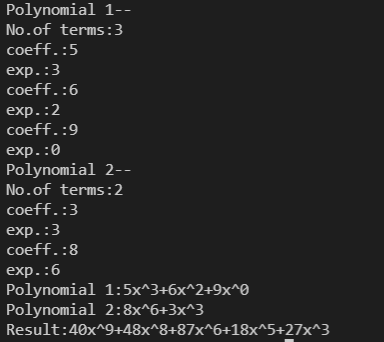 Polynomial 1--
No.of terms:3
coeff.:5
exp.:3
coeff.:6
exp.:2
coeff.:9
exp.:0
Polynomial 2--
No.of terms:2
coeff.:3
exp.:3
coeff.:8
exp.:6
Polynomial 1:5x^3+6x^2+9x^0
Polynomial 2:8x^6+3x^3
Result:40x^9+48x^8+87x^6+18x^5+27x^3